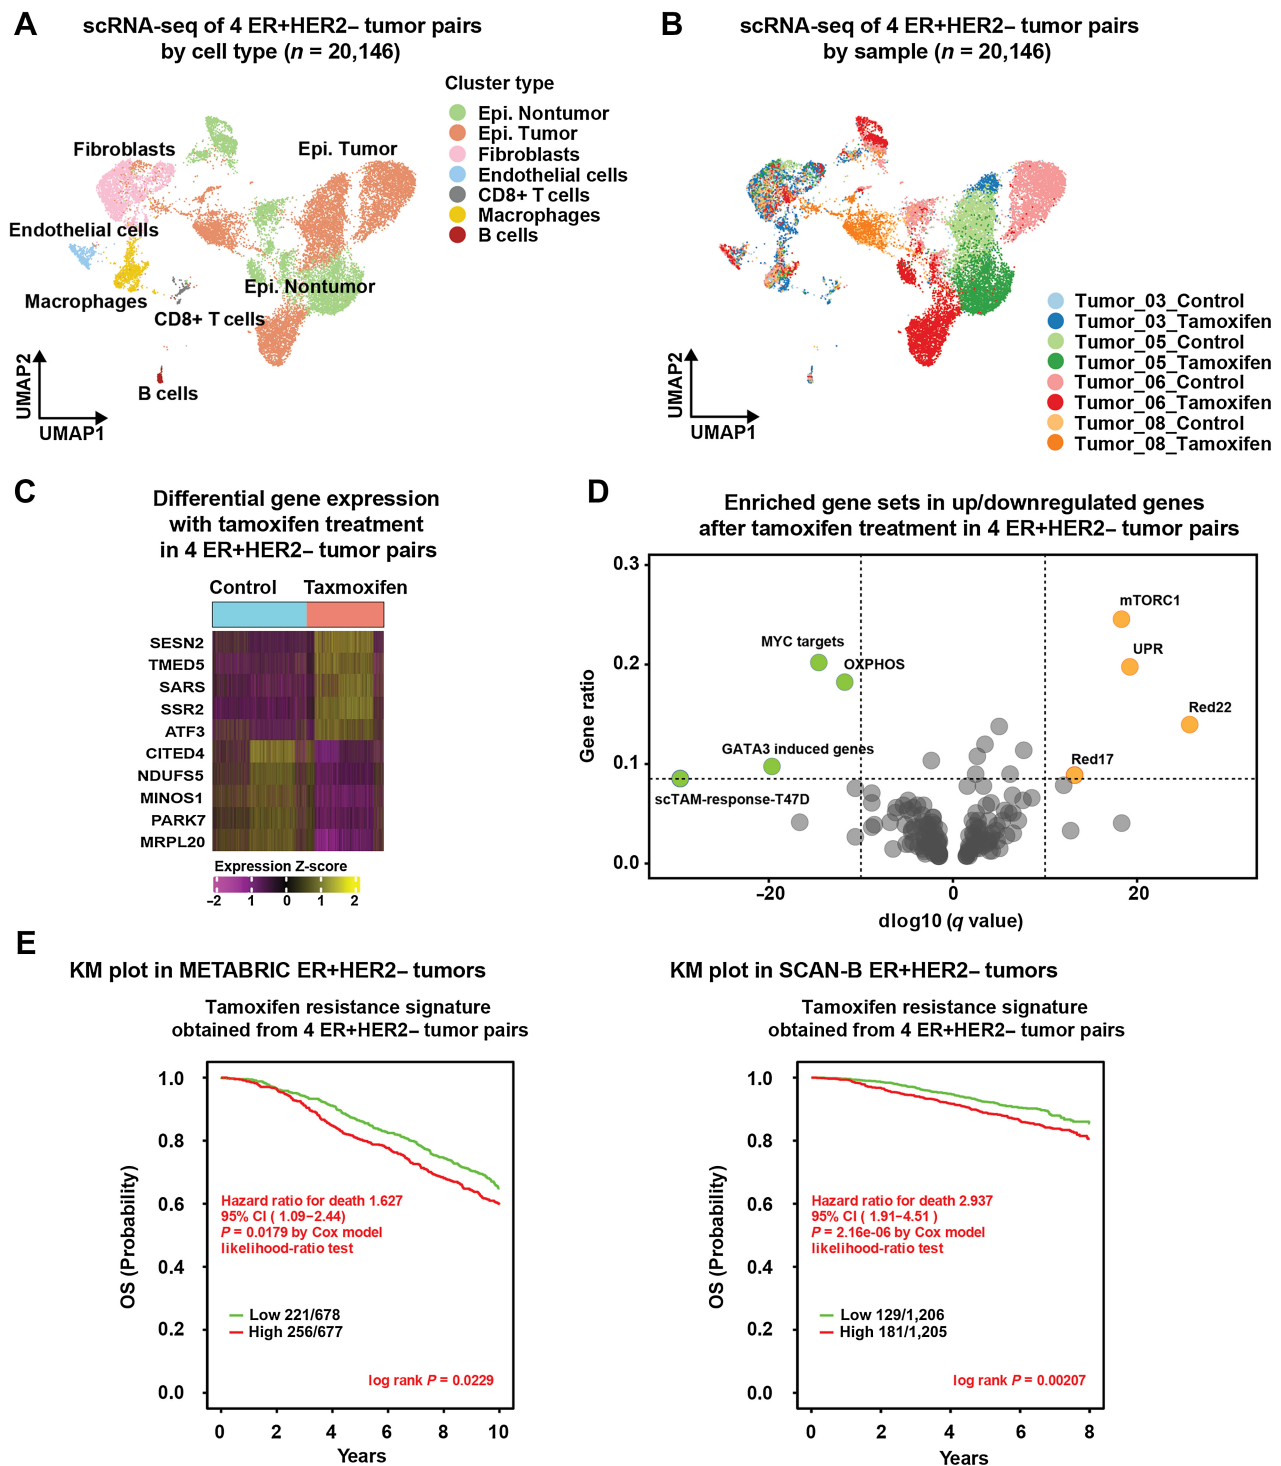 A
scRNA-seq of 4 ER+HER2– tumor pairs
by cell type (n = 20,146)
Cluster type
Epi. Nontumor
Epi. Tumor
Fibroblasts
Endothelial cells
CD8+ T cells
Macrophages
B cells
Fibroblasts
Epi. Tumor
Endothelial cells
Epi. Nontumor
Macrophages
CD8+ T cells
B cells
UMAP2
UMAP1
B
scRNA-seq of 4 ER+HER2– tumor pairs
by sample (n = 20,146)
Tumor_03_Control
Tumor_03_Tamoxifen
Tumor_05_Control
Tumor_05_Tamoxifen
Tumor_06_Control
Tumor_06_Tamoxifen
Tumor_08_Control
Tumor_08_Tamoxifen
UMAP2
UMAP1
C
Differential gene expression
with tamoxifen treatment
in 4 ER+HER2– tumor pairs
Control Taxmoxifen
SESN2
TMED5
SARS
SSR2
ATF3
CITED4
NDUFS5
MINOS1
PARK7
MRPL20
Expression Z-score
–2 1 0 1 2
D
Enriched gene sets in up/downregulated genes
after tamoxifen treatment in 4 ER+HER2– tumor pairs
Gene ratio
0.3
0.2
0.1
0.0
mTORC1
MYC targets
UPR
OXPHOS
Red22
GATA3 induced genes
Red17
scTAM-response-T47D
–20 0 20
dlog10 (q value)
E
KM plot in METABRIC ER+HER2– tumors
Tamoxifen resistance signature
obtained from 4 ER+HER2– tumor pairs
OS (Probability)
1.0
0.8
0.6
0.4
0.2
0.0
Hazard ratio for death 1.627
95% CI ( 1.09–2.44)
P = 0.0179 by Cox model
likelihood-ratio test
Low 221/678
High 256/677
log rank P = 0.0229
0 2 4 6 8 10
Years
KM plot in SCAN-B ER+HER2– tumors
Tamoxifen resistance signature
obtained from 4 ER+HER2– tumor pairs
OS (Probability)
1.0
0.8
0.6
0.4
0.2
0.0
Hazard ratio for death 2.937
95% CI ( 1.91–4.51 )
P = 2.16e-06 by Cox model
likelihood-ratio test
Low 129/1,206
High 181/1,205
log rank P = 0.00207
0 2 4 6 8
Years